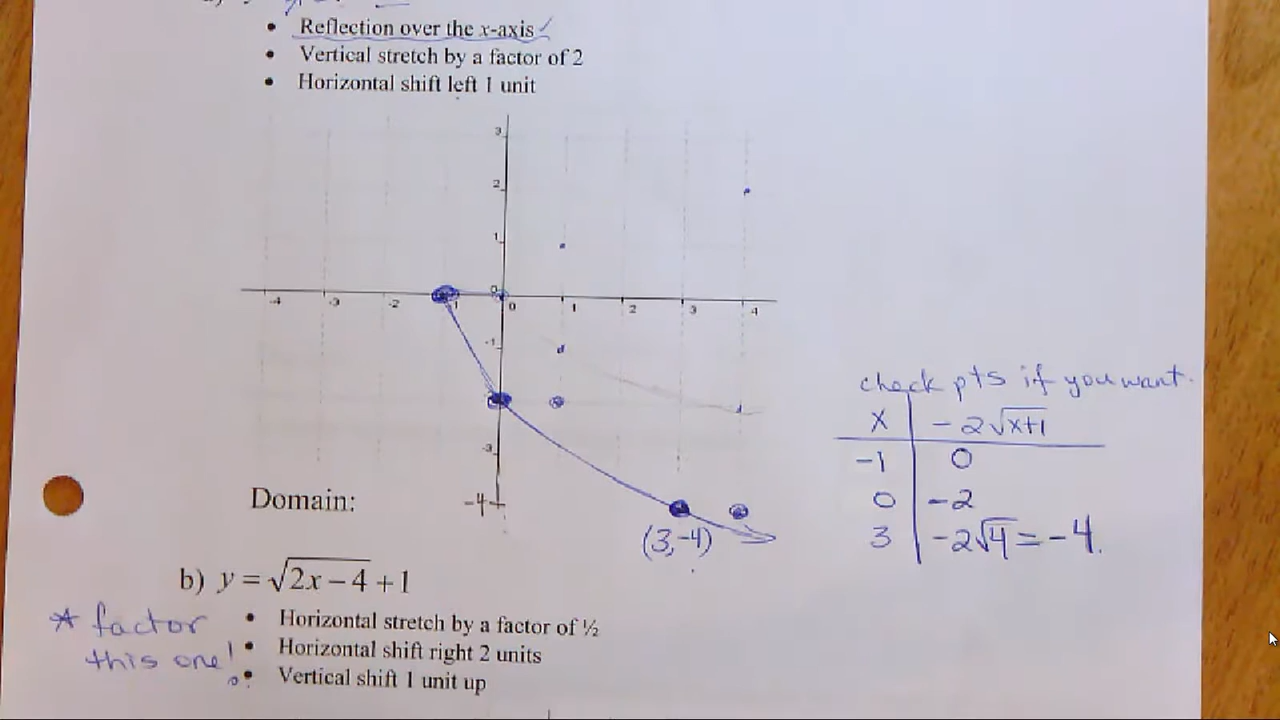 • Reflection over the x-axis ✓
• Vertical stretch by a factor of 2
• Horizontal shift left 1 unit
3
2
1
0
-4 -3 -2 -1 0 1 2 3 4
-1
-3
-4
(3,-4)
check pts if you want.
x | -2√(x+1)
-1 | 0
0 | -2
3 | -2√4 = -4.
Domain:
b) y = √(2x – 4) + 1
* factor
this one!
• Horizontal stretch by a factor of ½
• Horizontal shift right 2 units
• Vertical shift 1 unit up